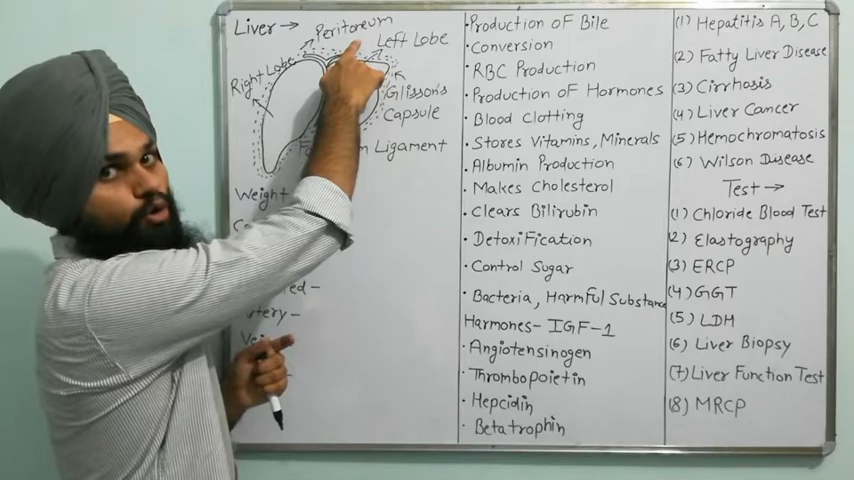 Liver →
Peritoreum
Left Lobe
Right Lobe
Glisson's
Capsule
Ligament
Weight
ed -
rtery -
Production of Bile
Conversion
RBC Production
Production of Hormones
Blood Clotting
Stores Vitamins, Minerals
Albumin Production
Makes Cholesterol
Clears Bilirubin
Detoxification
Control Sugar
Bacteria, Harmful Substance
Harmones- IGF-1
Angiotensinogen
Thrombopoietin
Hepcidin
Betatrophin
(1) Hepatitis A, B, C
(2) Fatty Liver Disease
(3) Cirrhosis
(4) Liver Cancer
(5) Hemochromatosis
(6) Wilson Disease
Test →
(1) Chloride Blood Test
(2) Elastography
(3) ERCP
(4) GGT
(5) LDH
(6) Liver Biopsy
(7) Liver Function Test
(8) MRCP